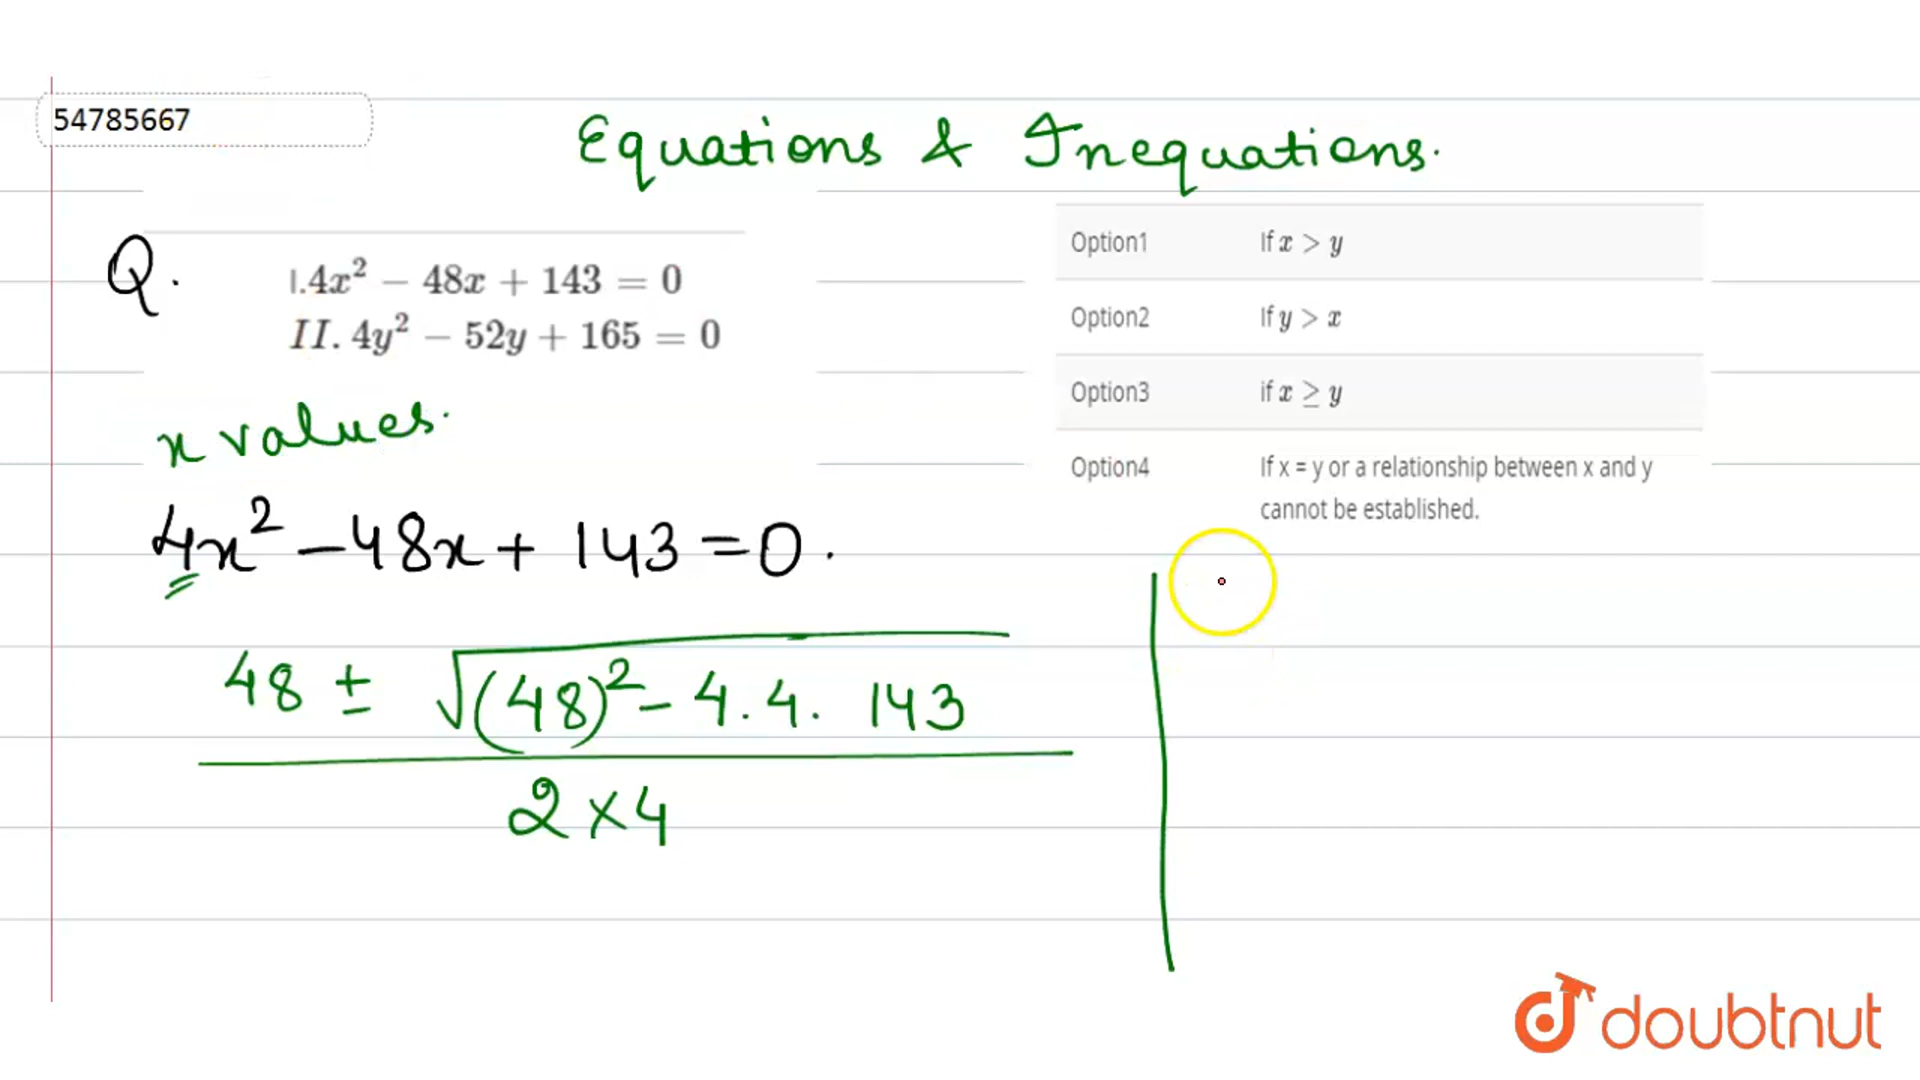 54785667
Equations & Inequations.
Q.
I.4x² − 48x + 143 = 0
II. 4y² − 52y + 165 = 0
Option1 If x > y
Option2 If y > x
Option3 if x ≥ y
Option4 If x = y or a relationship between x and y
cannot be established.
x values.
4x² − 48x + 143 = 0.
48 ± √(48)² − 4.4. 143
2 × 4
doubtnut